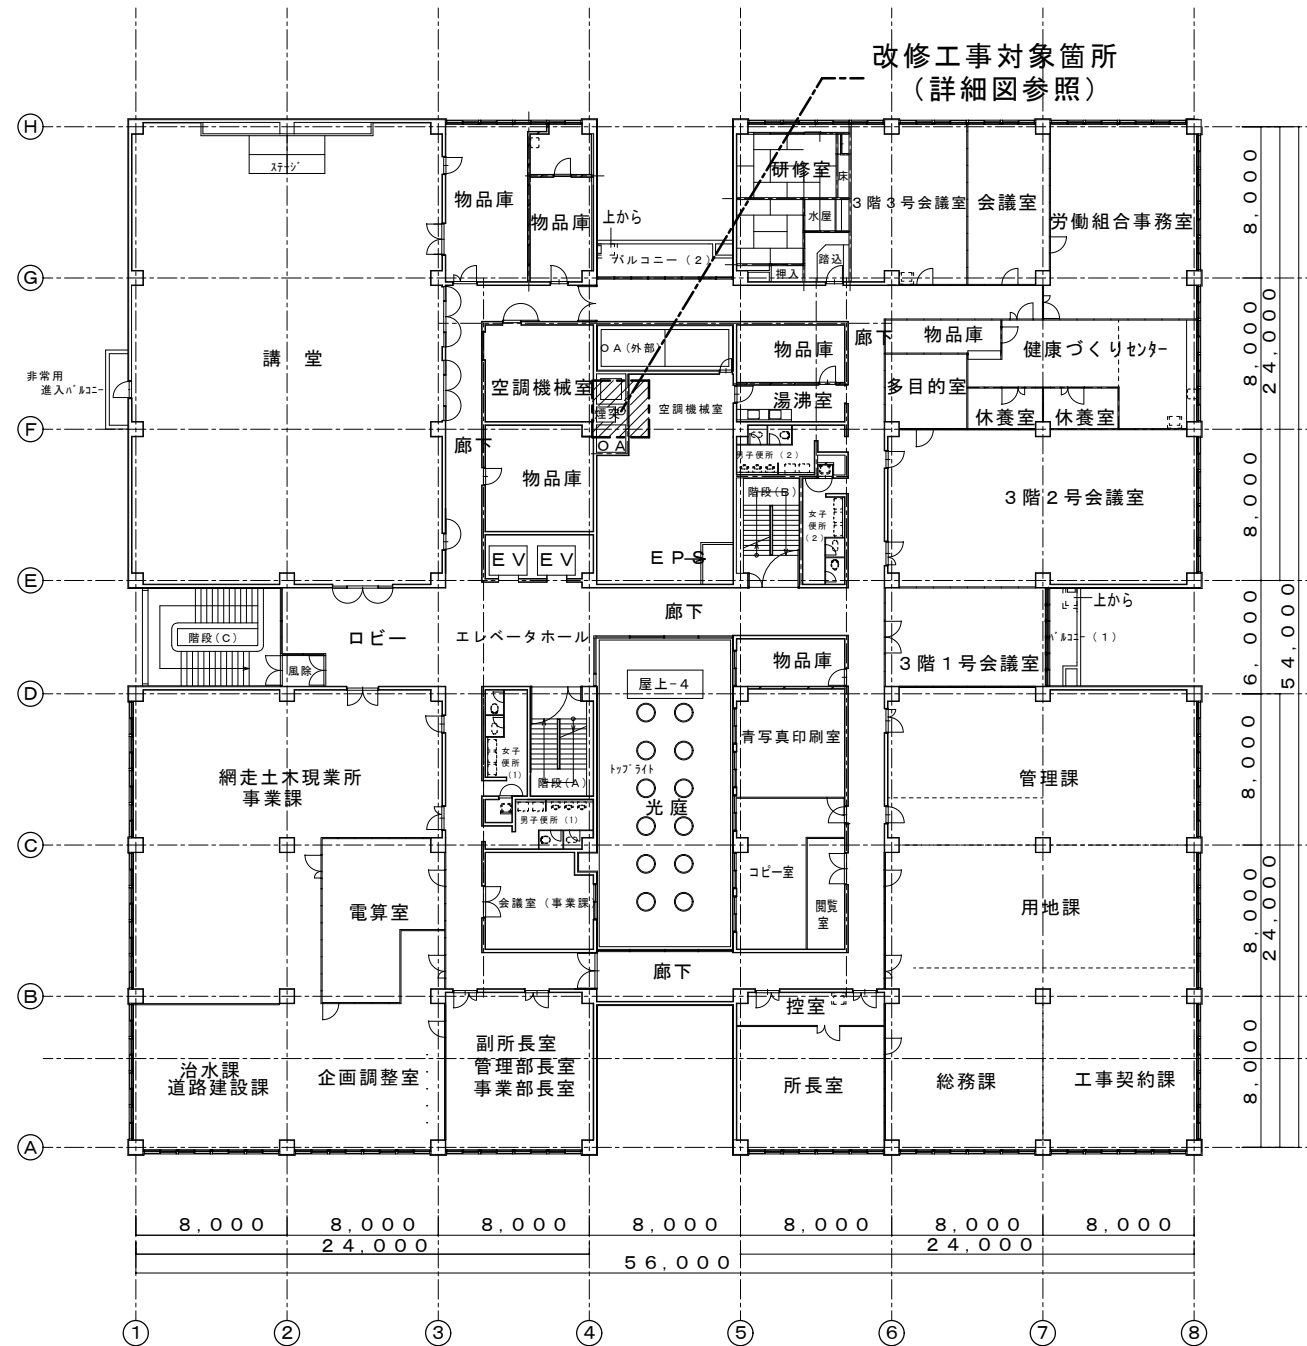 改修工事対象箇所
（詳細図参照）
Ⓗ
ｽﾃｰｼﾞ
物品庫
物品庫
上から
バルコニー（２）
研修室
床
水屋
踏込
押入
３階３号会議室
会議室
労働組合事務室
8,000
Ⓖ
講　堂
非常用
進入ﾊﾞﾙｺﾆｰ
空調機械室
ＯＡ（外部）
煙突
ＯＡ
空調機械室
物品庫
湯沸室
廊下
物品庫
多目的室
健康づくりｾﾝﾀｰ
休養室
休養室
8,000
24,000
Ⓕ
廊下
物品庫
ＥＶ
ＥＶ
ＥＰＳ
男子便所（２）
階段（Ｂ）
女子
便所
（２）
３階２号会議室
8,000
Ⓔ
階段（Ｃ）
風除
ロビー
エレベータホール
廊下
物品庫
３階１号会議室
上から
ﾊﾞﾙｺﾆｰ（１）
6,000
54,000
Ⓓ
網走土木現業所
事業課
女子
便所
（１）
階段（Ａ）
男子便所（１）
屋上-４
ﾄｯﾌﾟﾗｲﾄ
光庭
青写真印刷室
管理課
8,000
Ⓒ
電算室
会議室（事業課）
コピー室
閲覧
室
用地課
8,000
24,000
廊下
Ⓑ
治水課
道路建設課
企画調整室
副所長室
管理部長室
事業部長室
控室
所長室
総務課
工事契約課
8,000
Ⓐ
8,000
8,000
8,000
8,000
8,000
8,000
8,000
24,000
24,000
56,000
①
②
③
④
⑤
⑥
⑦
⑧